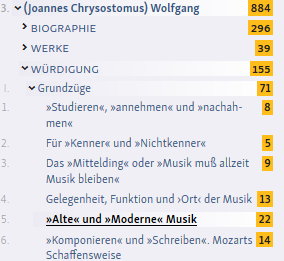 3. (Joannes Chrysostomus) Wolfgang 884
BIOGRAPHIE 296
WERKE 39
WÜRDIGUNG 155
I. Grundzüge 71
1. »Studieren«, »annehmen« und »nachah-
men« 8
2. Für »Kenner« und »Nichtkenner« 5
3. Das »Mittelding« oder »Musik muß allzeit
Musik bleiben« 9
4. Gelegenheit, Funktion und ›Ort‹ der Musik 13
5. »Alte« und »Moderne« Musik 22
6. »Komponieren« und »Schreiben«. Mozarts
Schaffensweise 14